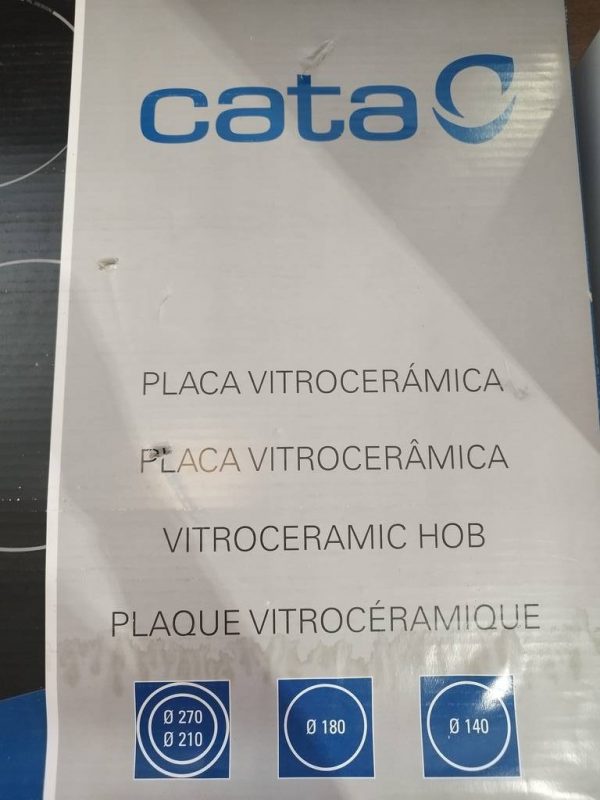 cata
PLACA VITROCERÁMICA
PLACA VITROCERÂMICA
VITROCERAMIC HOB
PLAQUE VITROCÉRAMIQUE
Ø 270
Ø 210
Ø 180
Ø 140